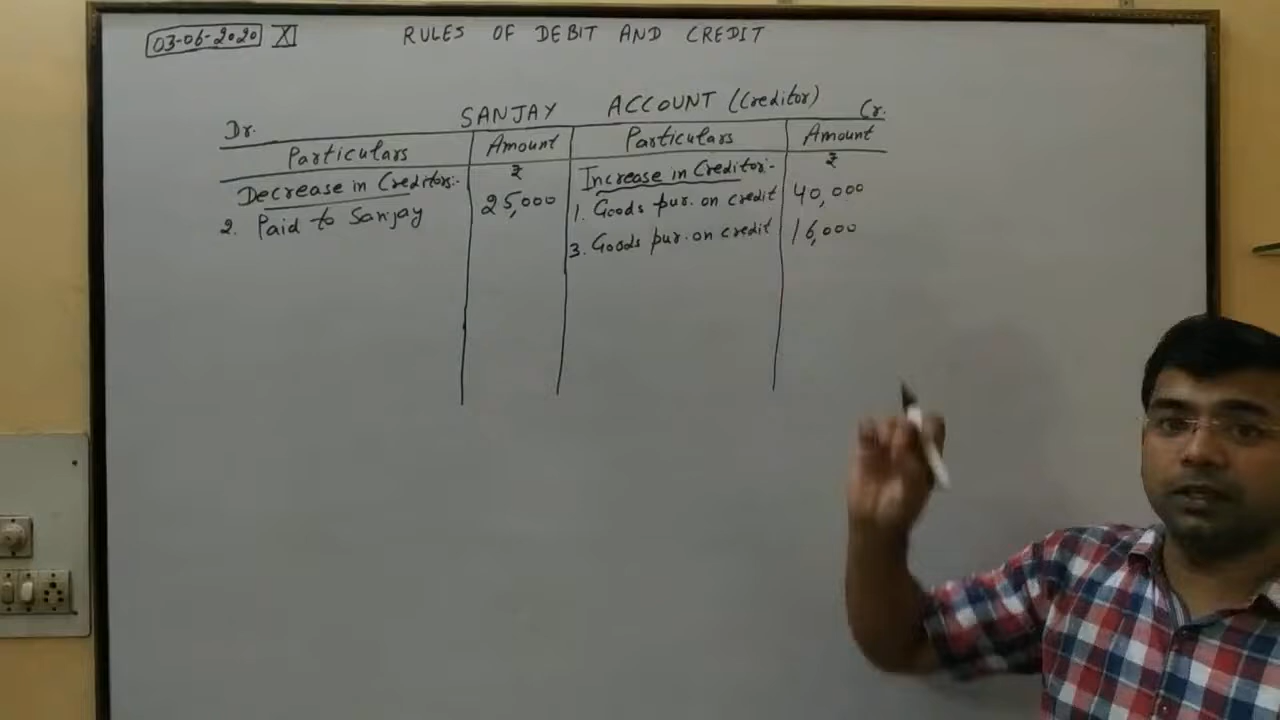 03-06-2020 XI RULES OF DEBIT AND CREDIT
Dr. SANJAY ACCOUNT (Creditor) Cr.
Particulars Amount Particulars Amount
₹ ₹
Decrease in Creditors:- Increase in Creditor:-
2. Paid to Sanjay 25,000 1. Goods pur. on credit 40,000
3. Goods pur. on credit 16,000